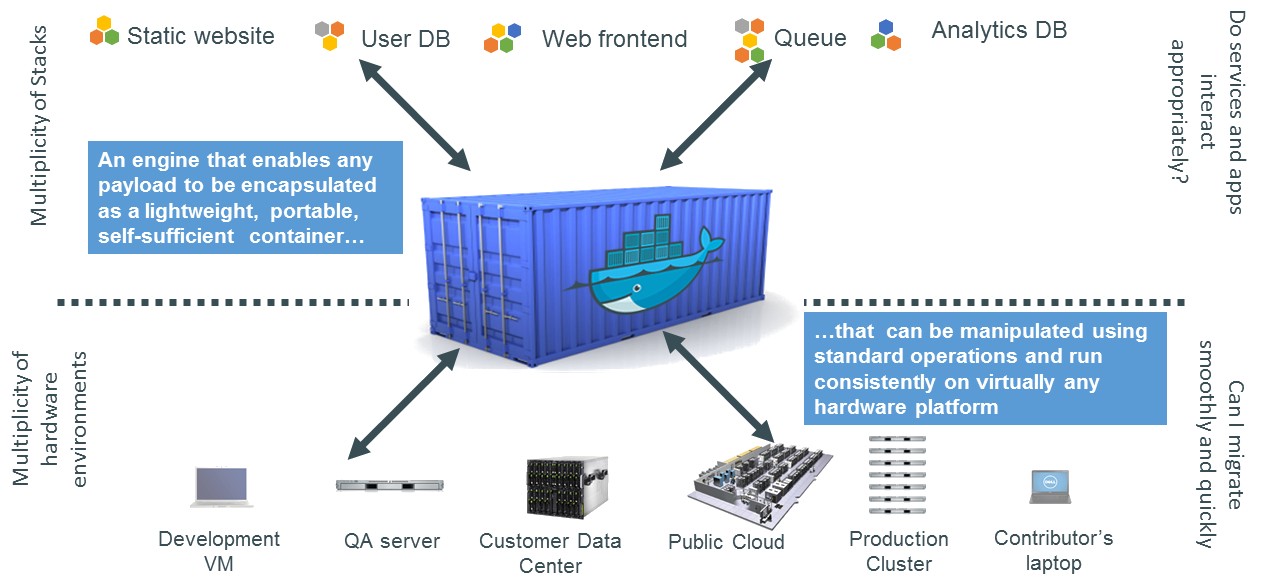 Static website
User DB
Web frontend
Queue
Analytics DB
Multiplicity of Stacks
Do services and apps
interact
appropriately?
An engine that enables any
payload to be encapsulated
as a lightweight, portable,
self-sufficient container…
…that can be manipulated using
standard operations and run
consistently on virtually any
hardware platform
Multiplicity of
hardware
environments
Can I migrate
smoothly and quickly
DELL
Development
VM
QA server
Customer Data
Center
Public Cloud
Production
Cluster
Contributor’s
laptop